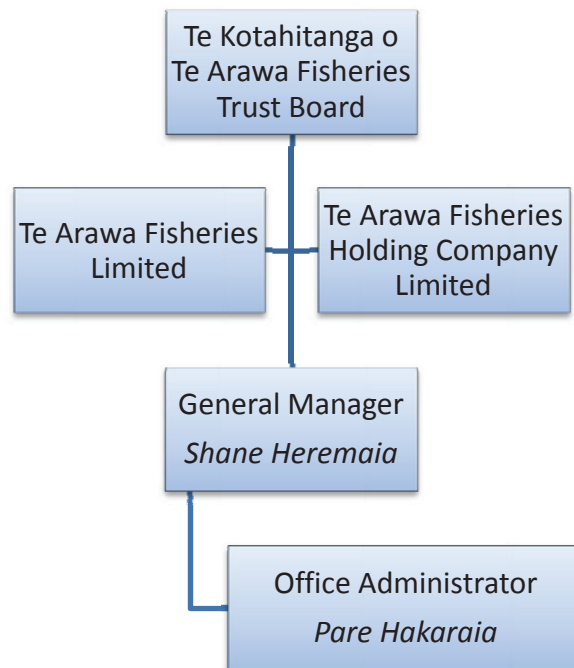 Te Kotahitanga o
Te Arawa Fisheries
Trust Board
Te Arawa Fisheries
Limited
Te Arawa Fisheries
Holding Company
Limited
General Manager
Shane Heremaia
Office Administrator
Pare Hakaraia